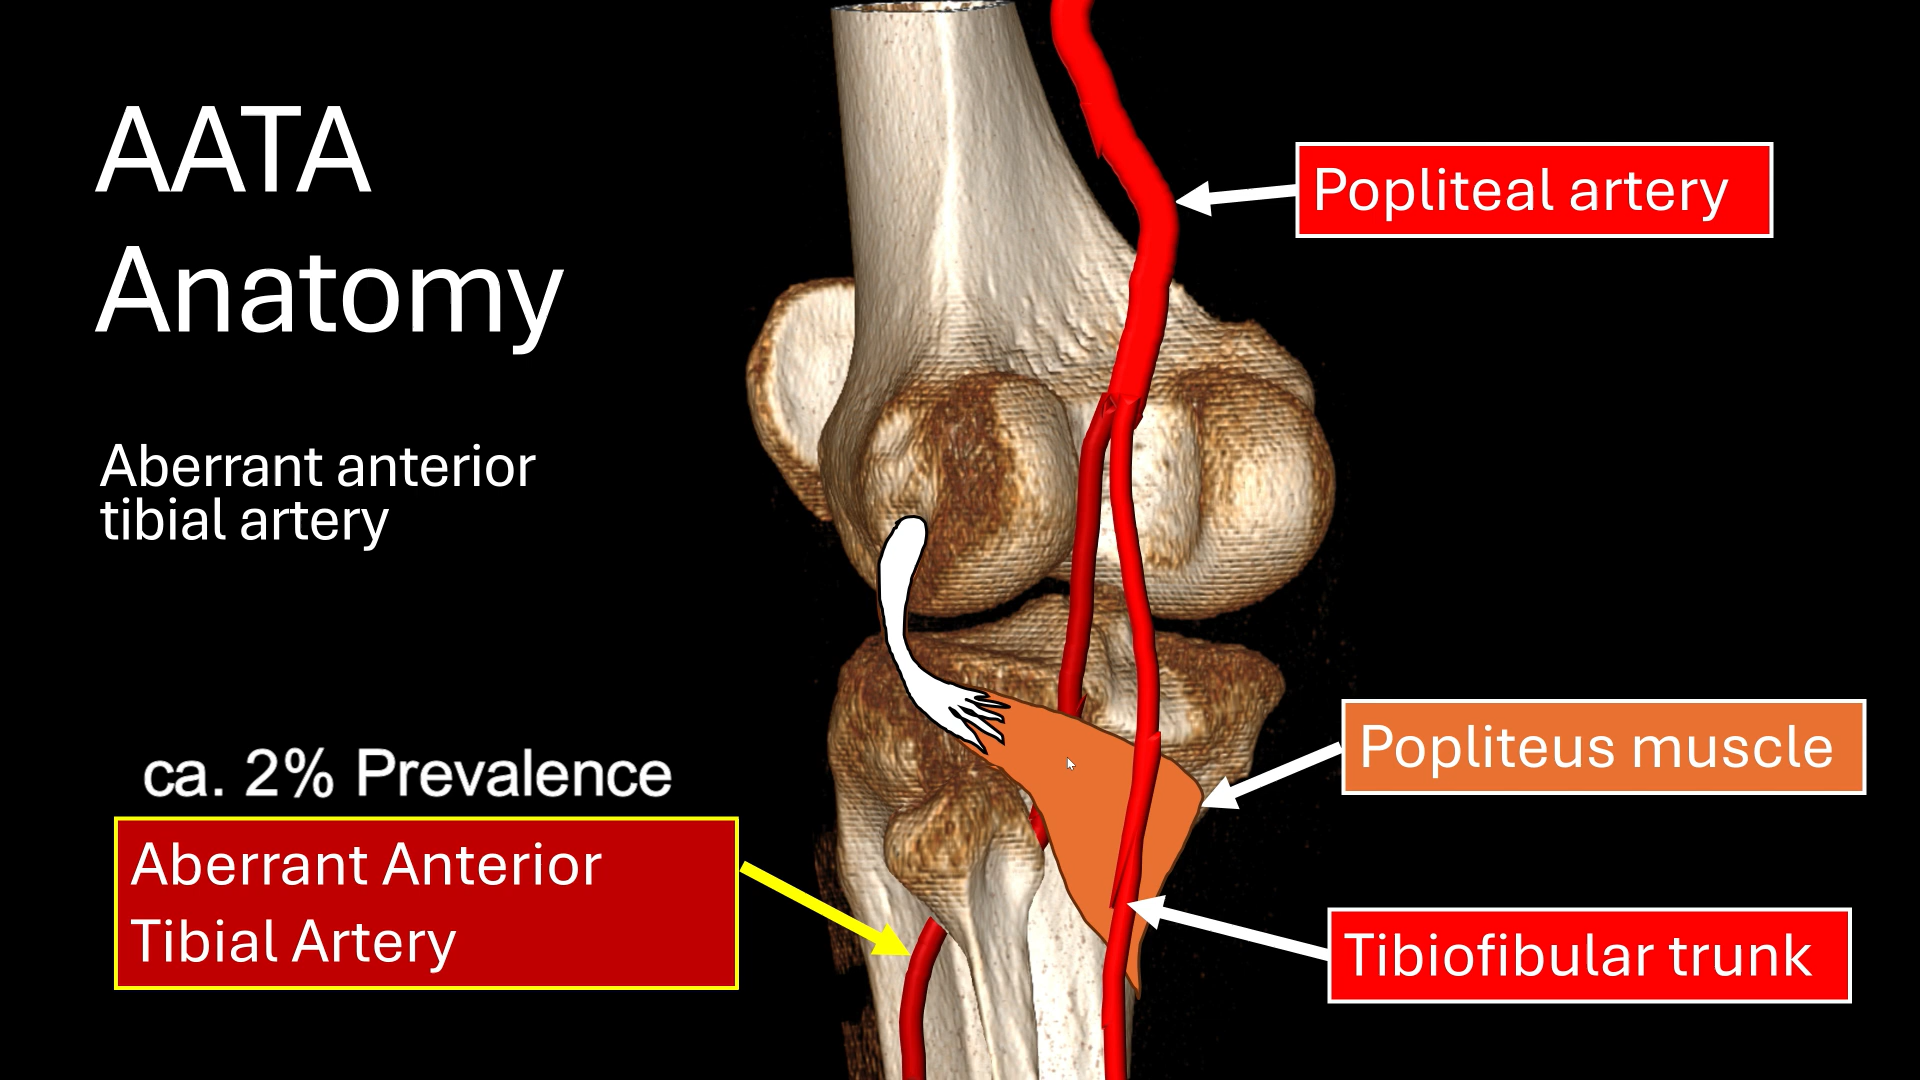 AATA
Anatomy
Aberrant anterior
tibial artery
ca. 2% Prevalence
Aberrant Anterior
Tibial Artery
Popliteal artery
Popliteus muscle
Tibiofibular trunk